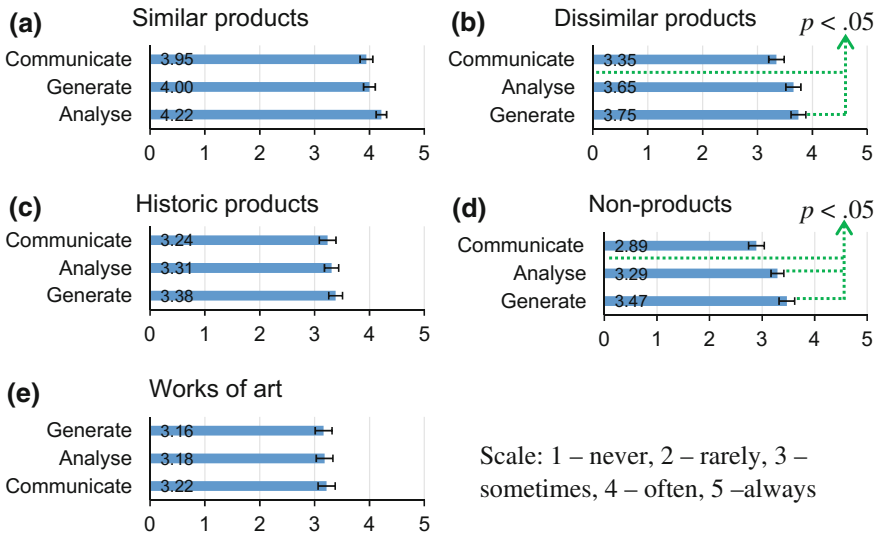 (a) Similar products
Communicate 3.95
Generate 4.00
Analyse 4.22
0 1 2 3 4 5
(b) Dissimilar products p < .05
Communicate 3.35
Analyse 3.65
Generate 3.75
0 1 2 3 4 5
(c) Historic products
Communicate 3.24
Analyse 3.31
Generate 3.38
0 1 2 3 4 5
(d) Non-products p < .05
Communicate 2.89
Analyse 3.29
Generate 3.47
0 1 2 3 4 5
(e) Works of art
Generate 3.16
Analyse 3.18
Communicate 3.22
0 1 2 3 4 5
Scale: 1 – never, 2 – rarely, 3 –
sometimes, 4 – often, 5 –always